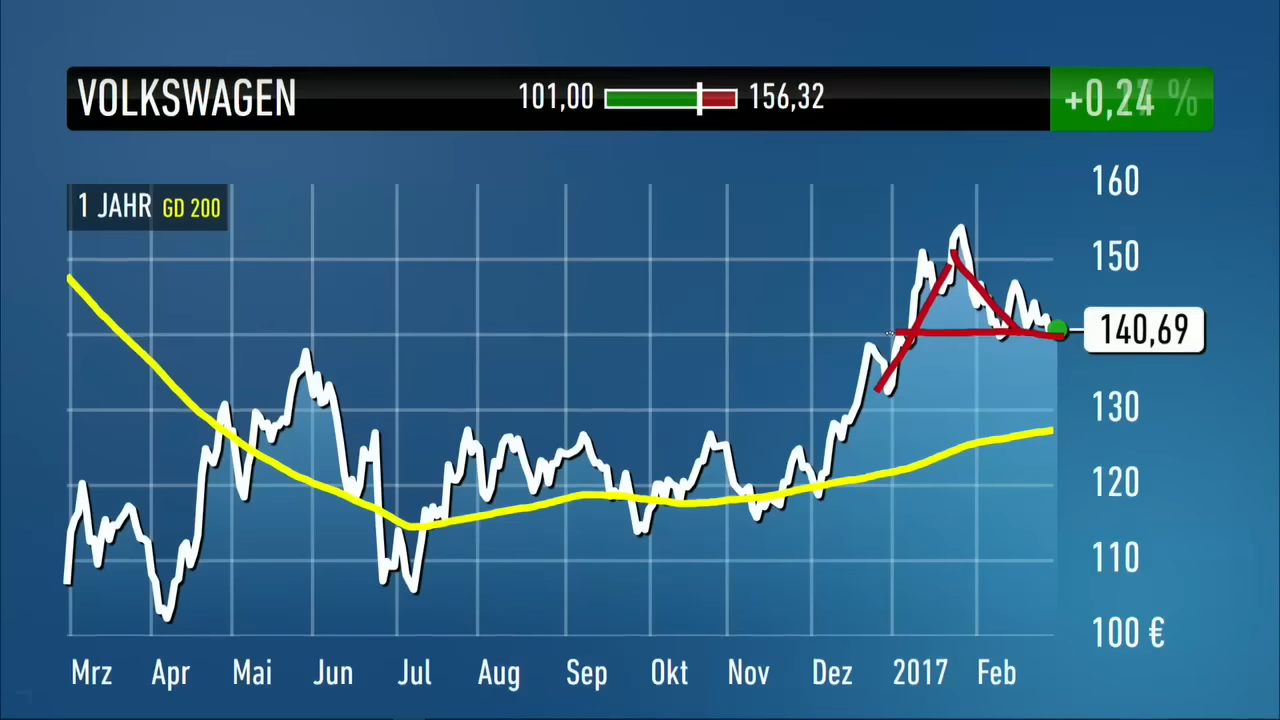 VOLKSWAGEN 101,00 156,32 +0,24 %
1 JAHR GD 200
160
150
140,69
130
120
110
100 €
Mrz Apr Mai Jun Jul Aug Sep Okt Nov Dez 2017 Feb